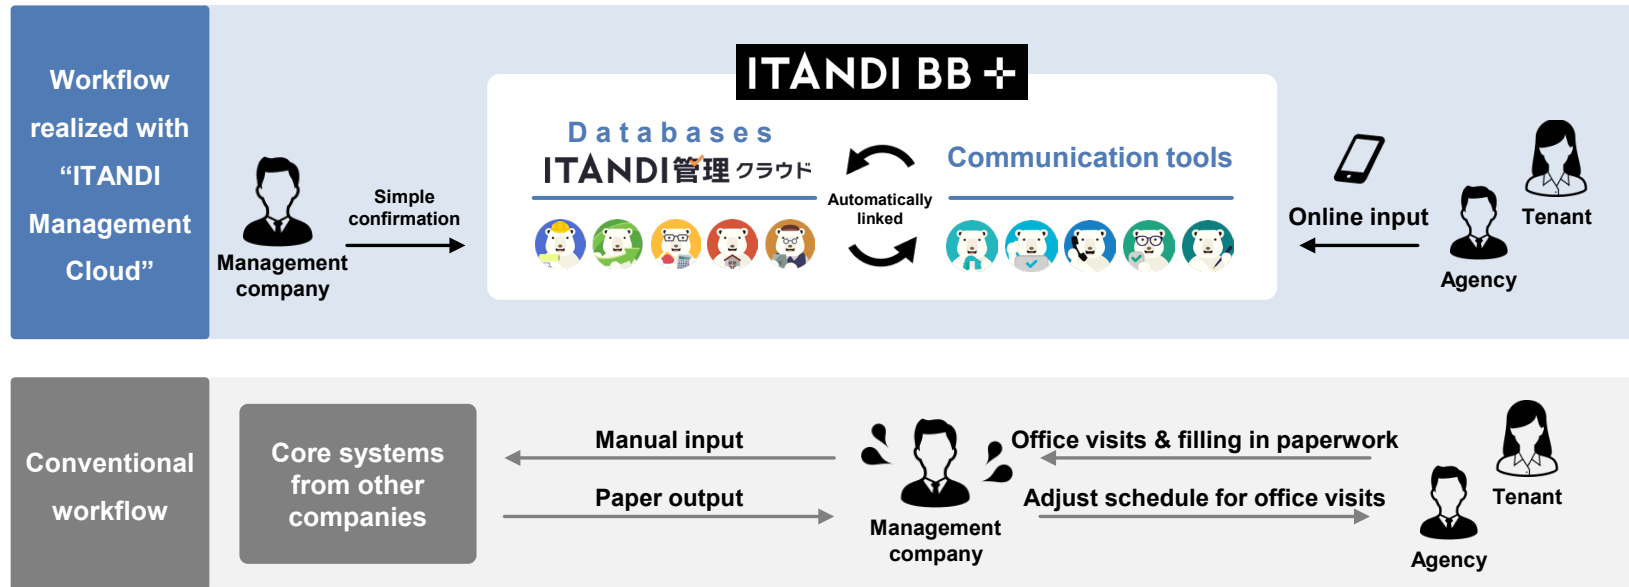 Workflow
realized with
“ITANDI
Management
Cloud”
Management
company
Simple
confirmation
ITANDI BB +
Databases
ITANDI管理クラウド
Automatically
linked
Communication tools
Online input
Tenant
Agency
Conventional
workflow
Core systems
from other
companies
Manual input
Paper output
Management
company
Office visits & filling in paperwork
Adjust schedule for office visits
Tenant
Agency